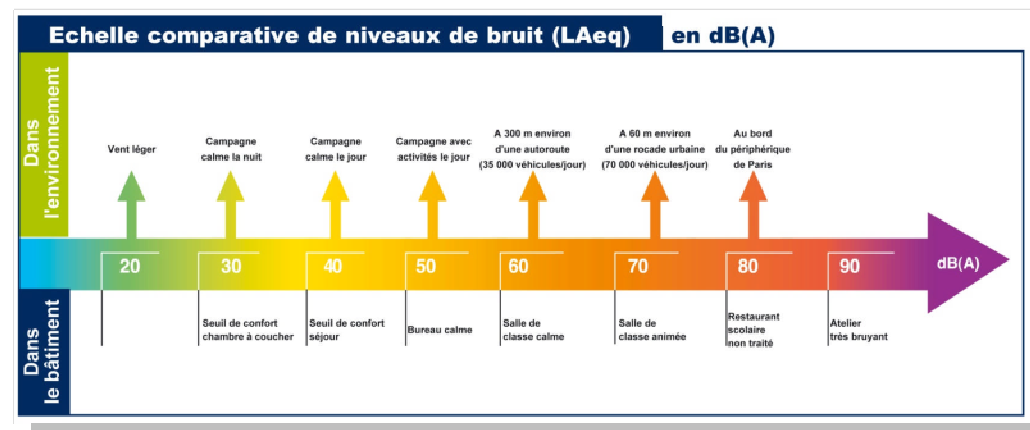 Echelle comparative de niveaux de bruit (LAeq) en dB(A)
Dans
l'environnement
Vent léger
Campagne
calme la nuit
Campagne
calme le jour
Campagne avec
activités le jour
A 300 m environ
d'une autoroute
(35 000 véhicules/jour)
A 60 m environ
d'une rocade urbaine
(70 000 véhicules/jour)
Au bord
du périphérique
de Paris
20
30
40
50
60
70
80
90
dB(A)
Dans
le bâtiment
Seuil de confort
chambre à coucher
Seuil de confort
séjour
Bureau calme
Salle de
classe calme
Salle de
classe animée
Restaurant
scolaire
non traité
Atelier
très bruyant